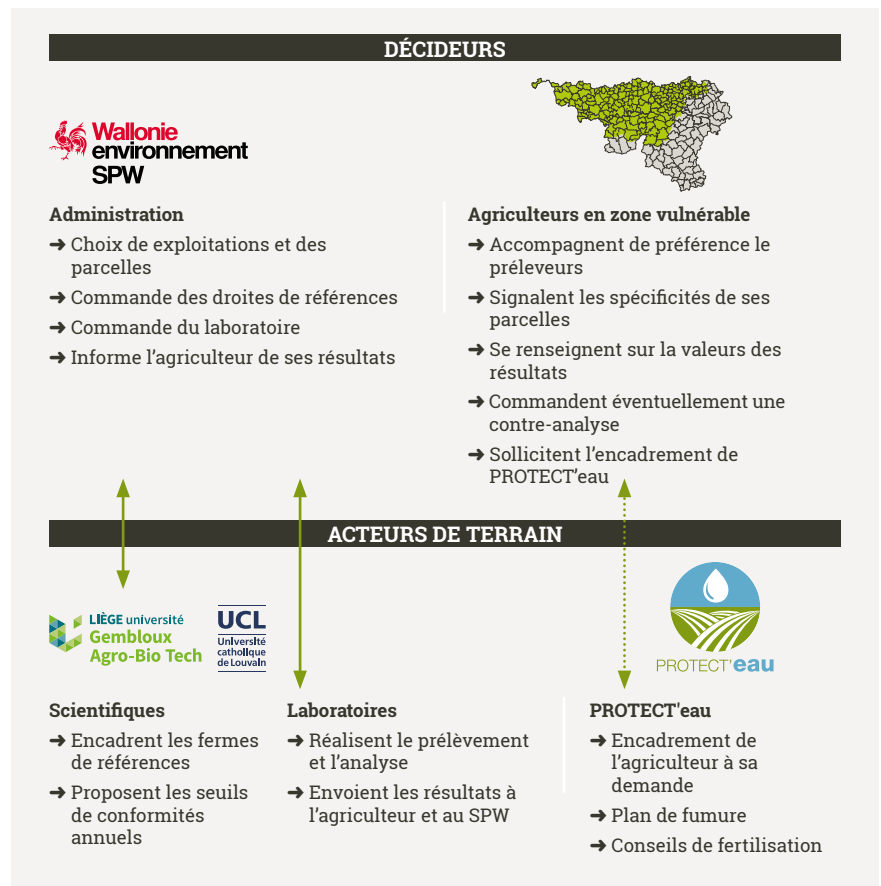 DÉCIDEURS
Wallonie
environnement
SPW
Administration
➜ Choix de exploitations et des
parcelles
➜ Commande des droites de références
➜ Commande du laboratoire
➜ Informe l’agriculteur de ses résultats
Agriculteurs en zone vulnérable
➜ Accompagnent de préférence le
préleveurs
➜ Signalent les spécificités de ses
parcelles
➜ Se renseignent sur la valeurs des
résultats
➜ Commandent éventuellement une
contre-analyse
➜ Sollicitent l’encadrement de
PROTECT’eau
ACTEURS DE TERRAIN
LIÈGE université
Gembloux
Agro-Bio Tech
UCL
Université
catholique
de Louvain
PROTECT’eau
Scientifiques
➜ Encadrent les fermes
de références
➜ Proposent les seuils
de conformités
annuels
Laboratoires
➜ Réalisent le prélèvement
et l’analyse
➜ Envoient les résultats à
l’agriculteur et au SPW
PROTECT'eau
➜ Encadrement de
l’agriculteur à sa
demande
➜ Plan de fumure
➜ Conseils de fertilisation